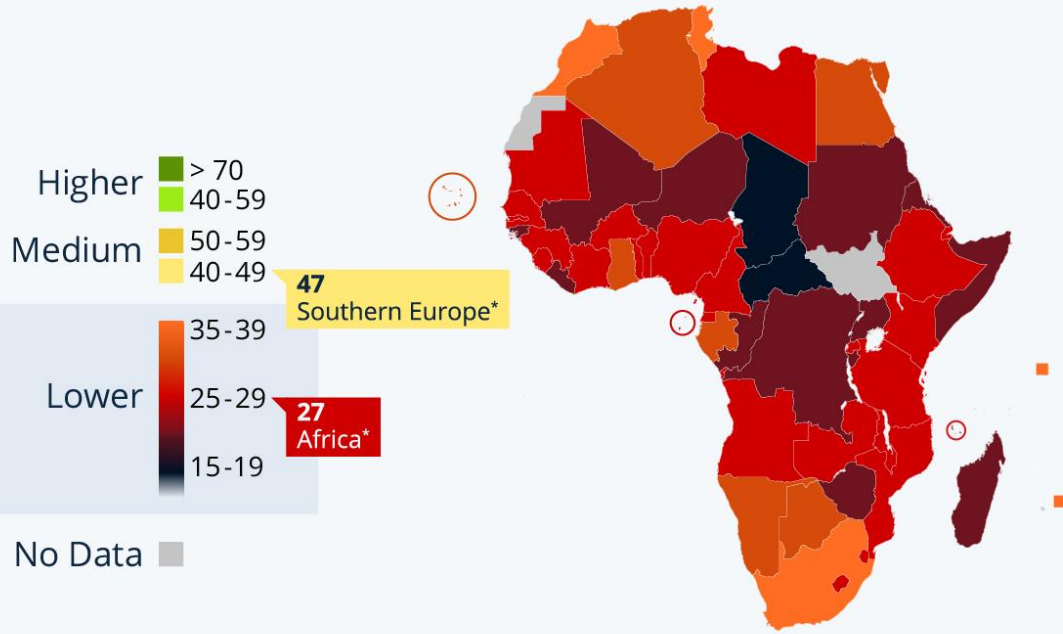 Higher
> 70
40-59
Medium
50-59
40-49
47
Southern Europe*
Lower
35-39
25-29
27
Africa*
15-19
No Data